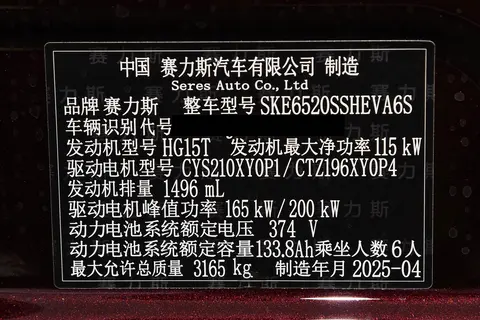 中国 赛力斯汽车有限公司 制造
Seres Auto Co., Ltd
品牌 赛力斯 整车型号 SKE6520SSHEVA6S
车辆识别代号
发动机型号 HG15T 发动机最大净功率 115 kW
驱动电机型号 CYS210XY0P1/CTZ196XY0P4
发动机排量 1496 mL
驱动电机峰值功率 165 kW/200 kW
动力电池系统额定电压 374 V
动力电池系统额定容量133.8Ah乘坐人数6人
最大允许总质量 3165 kg 制造年月 2025-04